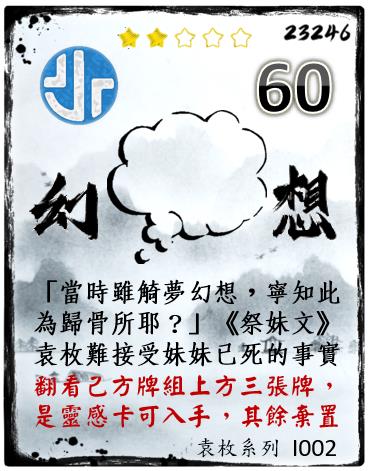 23246
60
幻想
「當時雖觭夢幻想，寧知此
為歸骨所耶？」《祭妹文》
袁枚難接受妹妹已死的事實
翻看己方牌組上方三張牌，
是靈感卡可入手，其餘棄置
袁枚系列 I002